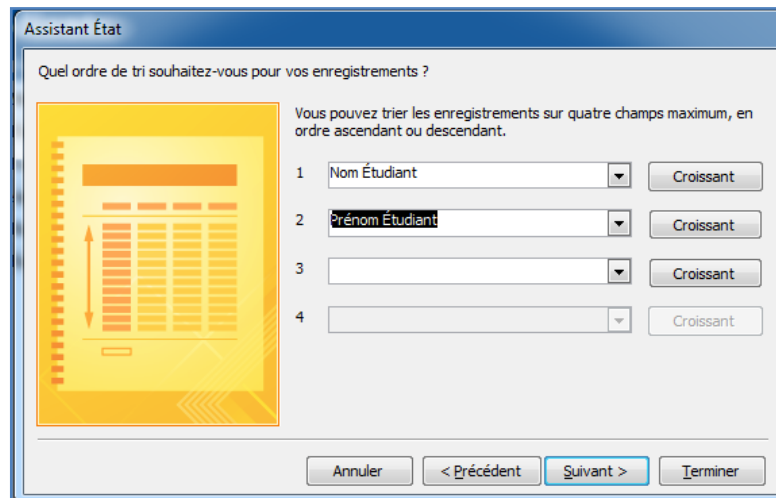 Assistant État
Quel ordre de tri souhaitez-vous pour vos enregistrements ?
Vous pouvez trier les enregistrements sur quatre champs maximum, en
ordre ascendant ou descendant.
1 Nom Étudiant Croissant
2 Prénom Étudiant Croissant
3 Croissant
4 Croissant
Annuler < Précédent Suivant > Terminer